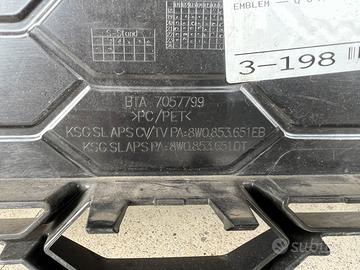 S-Stand
EMBLEM
3-198
BTA 7057799
>PC/PET<
KSG SL APS CV/TV PA:8W0.853.651EB
KSG SL APS PA:8W0.853.651DT
subito